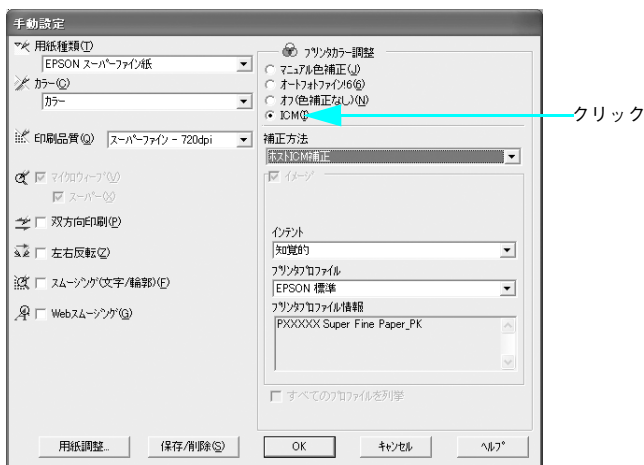 手動設定
用紙種類(T)
EPSON スーパーファイン紙
カラー(C)
カラー
印刷品質(Q)
スーパーファイン - 720dpi
マイクロウィーブ(V)
スーパー(X)
双方向印刷(P)
左右反転(Z)
スムージング(文字/輪郭)(F)
Webスムージング(G)
プリンタカラー調整
マニュアル色補正(J)
オートフォトファイン!6(6)
オフ(色補正なし)(N)
ICM(I)
クリック
補正方法
ホストICM補正
イメージ
インテント
知覚的
プリンタプロファイル
EPSON 標準
プリンタプロファイル情報
PXXXXX Super Fine Paper_PK
すべてのプロファイルを列挙
用紙調整...
保存/削除(S)
OK
キャンセル
ヘルプ